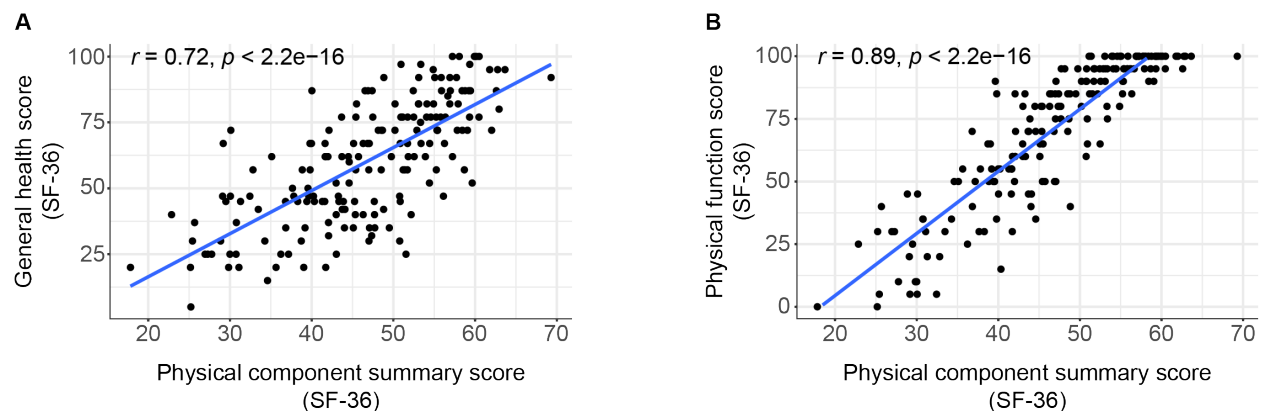 A
r = 0.72, p < 2.2e−16
General health score
(SF-36)
100
75
50
25
20 30 40 50 60 70
Physical component summary score
(SF-36)
B
r = 0.89, p < 2.2e−16
Physical function score
(SF-36)
100
75
50
25
0
20 30 40 50 60 70
Physical component summary score
(SF-36)